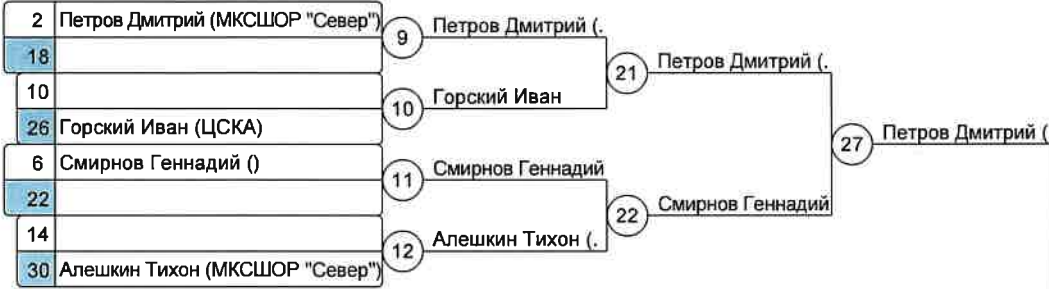 2 Петров Дмитрий (МКСШОР "Север")
9 Петров Дмитрий (.
18
21 Петров Дмитрий (.
10
10 Горский Иван
26 Горский Иван (ЦСКА)
27 Петров Дмитрий (
6 Смирнов Геннадий ()
11 Смирнов Геннадий
22
22 Смирнов Геннадий
14
12 Алешкин Тихон (.
30 Алешкин Тихон (МКСШОР "Север")